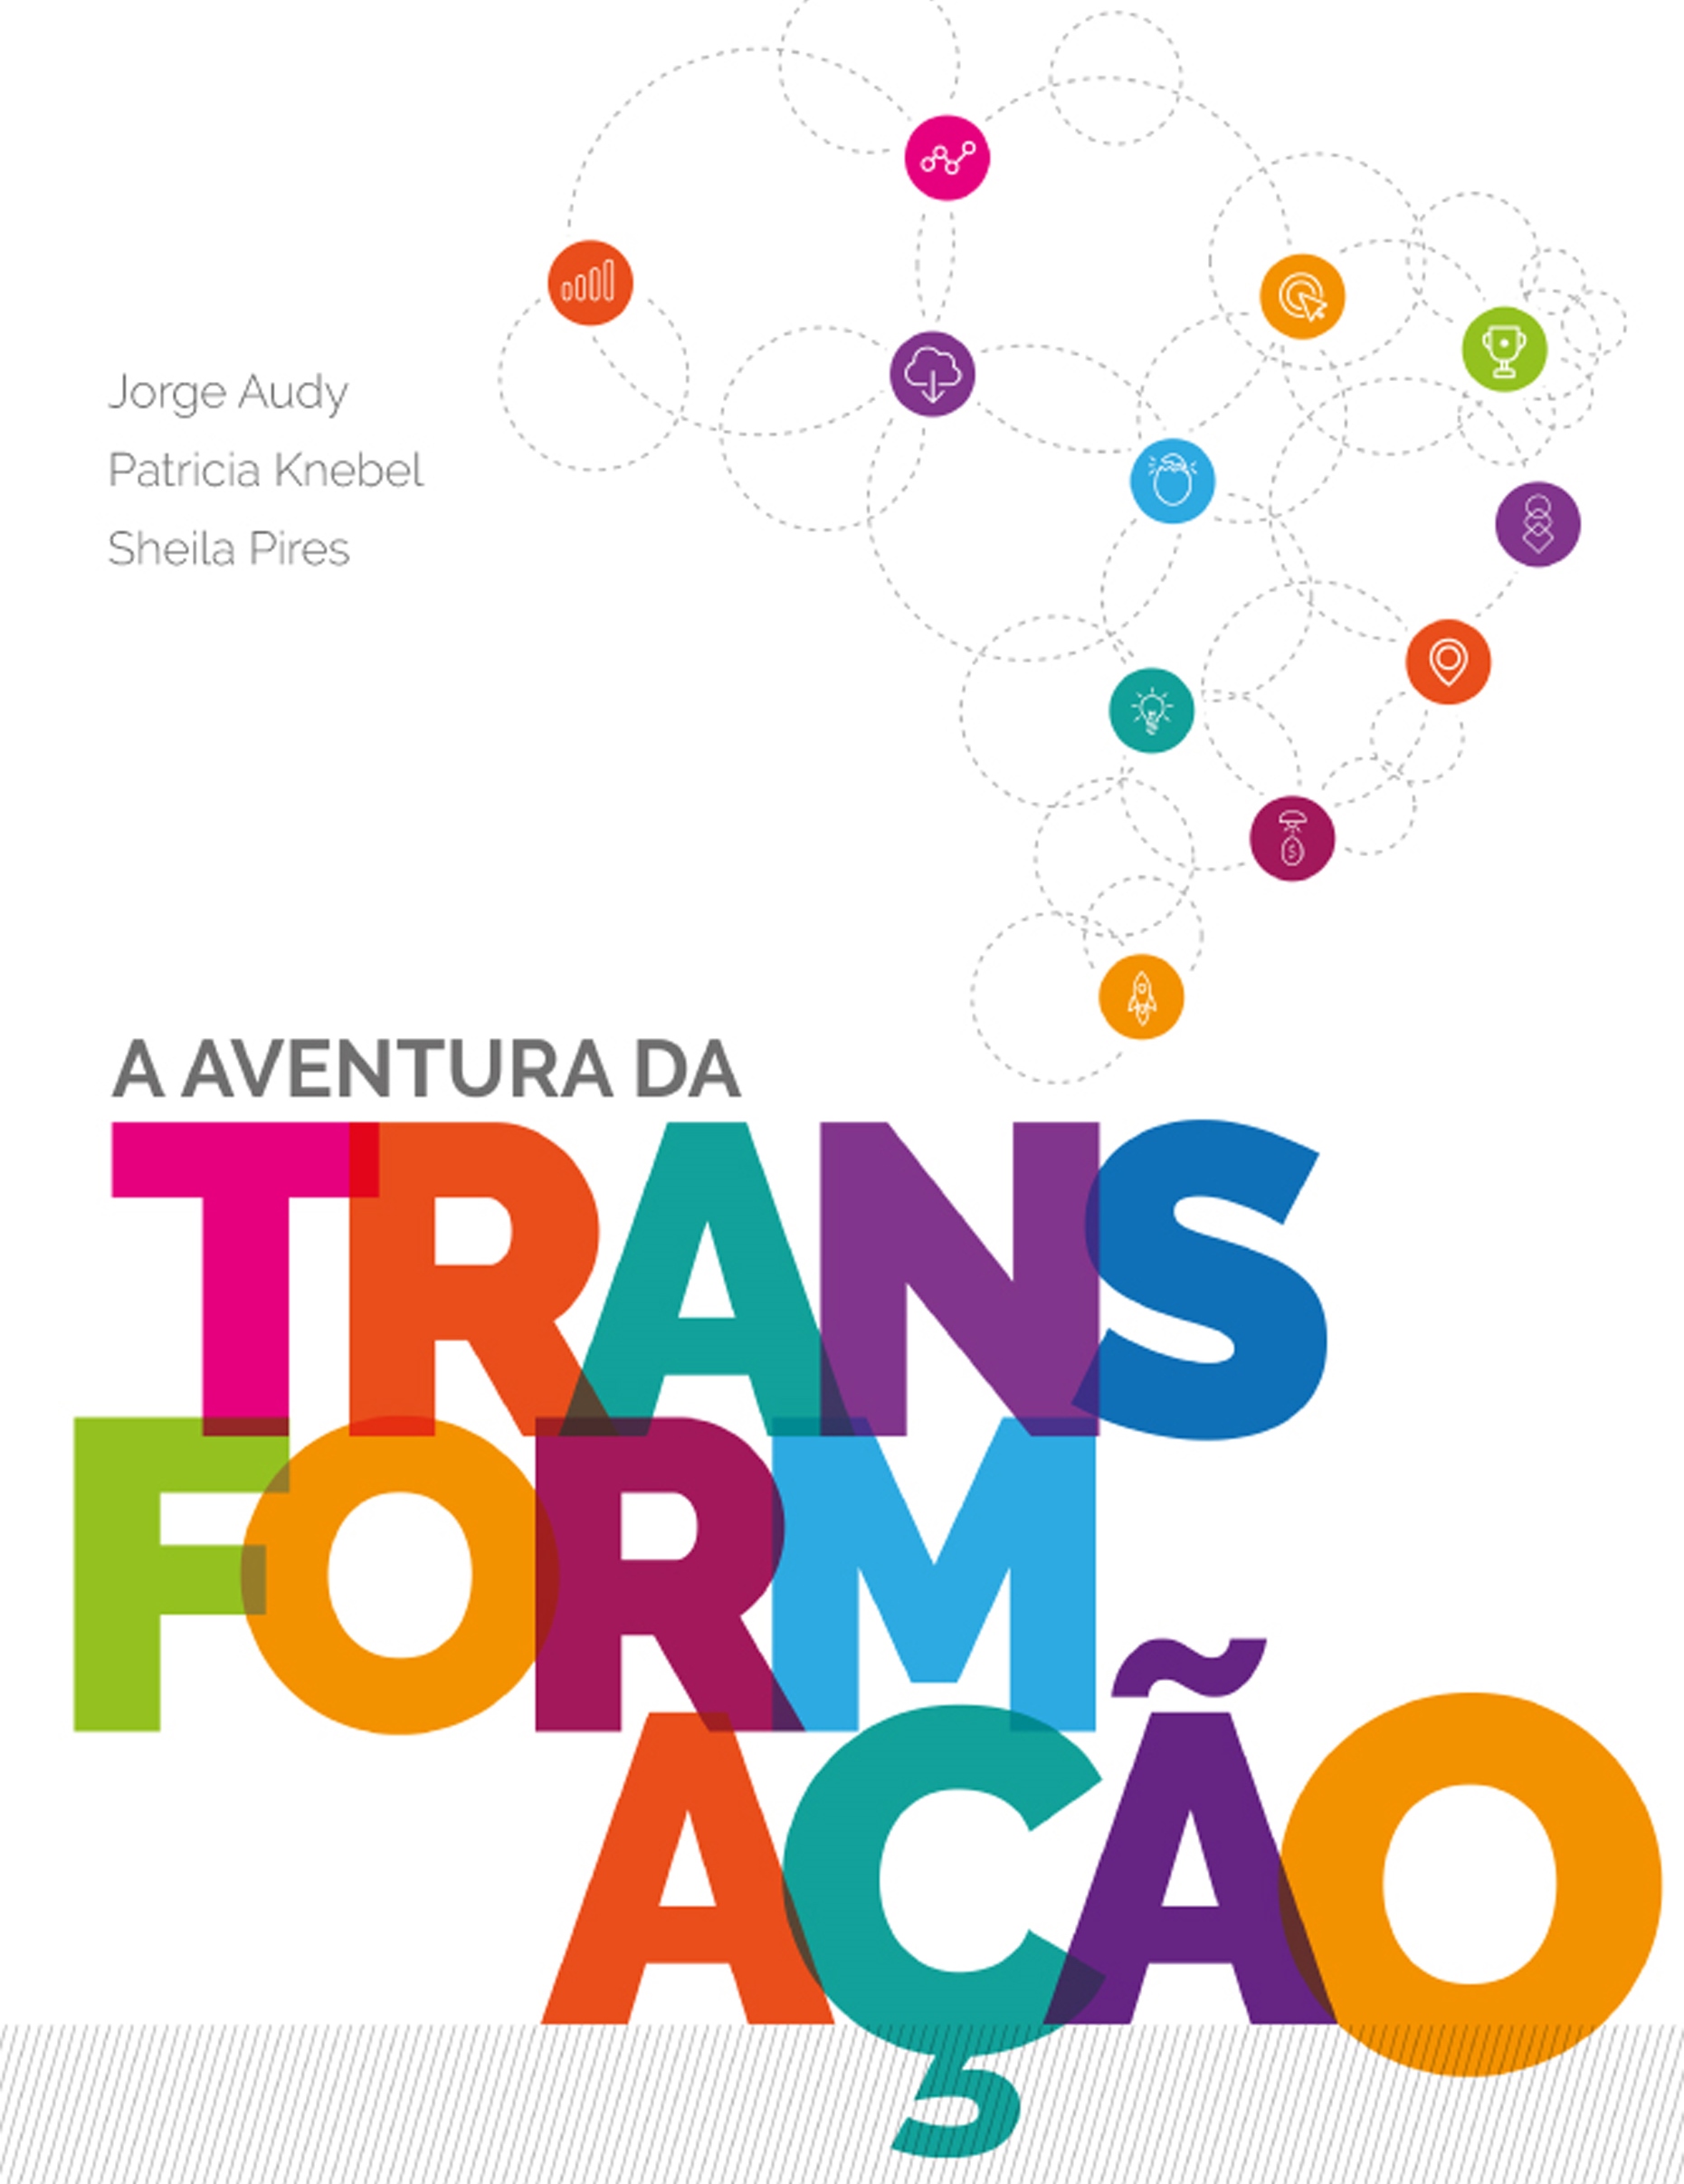 Jorge Audy
Patricia Knebel
Sheila Pires
A AVENTURA DA
TRANS
FORM
AÇÃO